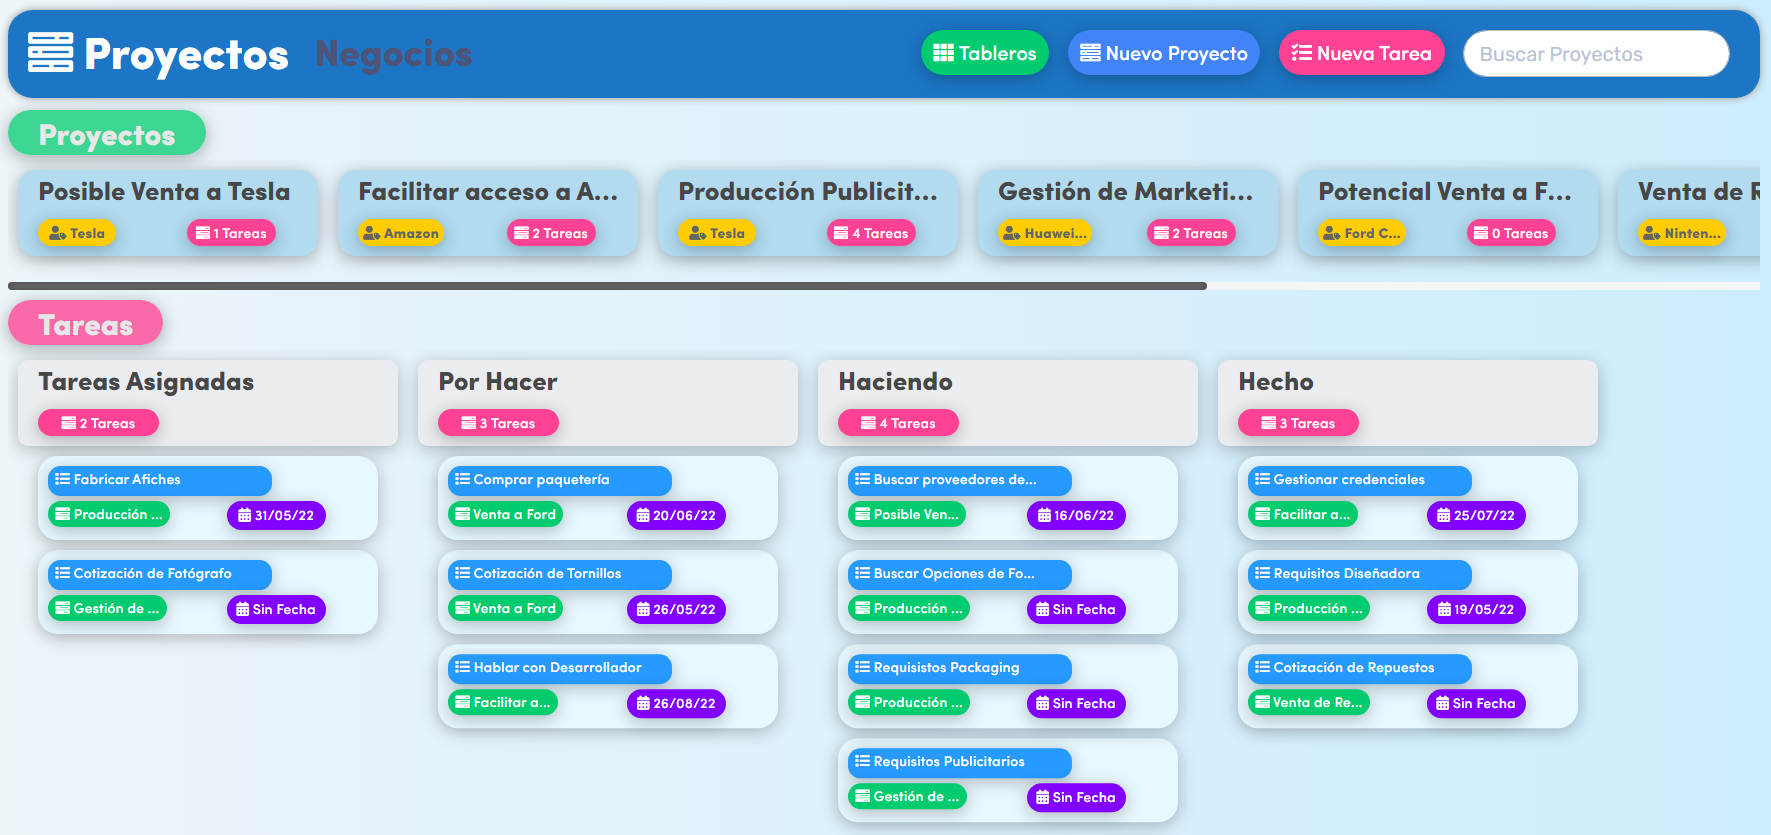 Proyectos Negocios Tableros Nuevo Proyecto Nueva Tarea Buscar Proyectos
Proyectos
Posible Venta a Tesla
Tesla 1 Tareas
Facilitar acceso a A...
Amazon 2 Tareas
Producción Publicit...
Tesla 4 Tareas
Gestión de Marketi...
Huawei... 2 Tareas
Potencial Venta a F...
Ford C... 0 Tareas
Venta de R
Ninten...
Tareas
Tareas Asignadas
2 Tareas
Fabricar Afiches
Producción ... 31/05/22
Cotización de Fotógrafo
Gestión de ... Sin Fecha
Por Hacer
3 Tareas
Comprar paquetería
Venta a Ford 20/06/22
Cotización de Tornillos
Venta a Ford 26/05/22
Hablar con Desarrollador
Facilitar a... 26/08/22
Haciendo
4 Tareas
Buscar proveedores de...
Posible Ven... 16/06/22
Buscar Opciones de Fo...
Producción ... Sin Fecha
Requisistos Packaging
Producción ... Sin Fecha
Requisitos Publicitarios
Gestión de ... Sin Fecha
Hecho
3 Tareas
Gestionar credenciales
Facilitar a... 25/07/22
Requisitos Diseñadora
Producción ... 19/05/22
Cotización de Repuestos
Venta de Re... Sin Fecha